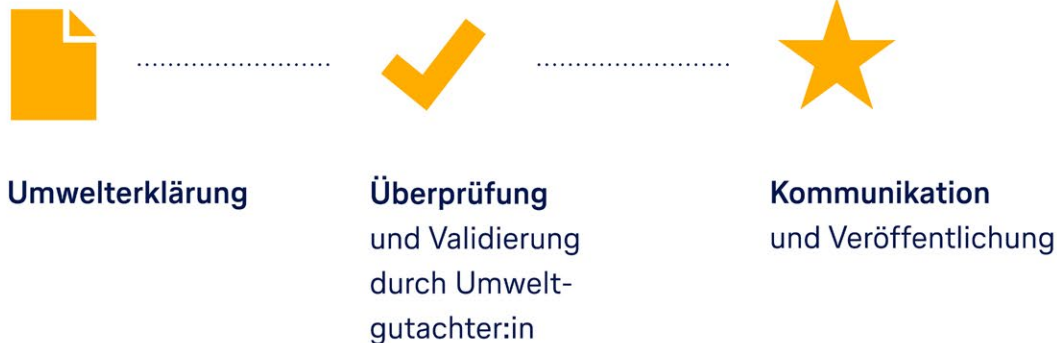 Umwelterklärung
Überprüfung
und Validierung
durch Umwelt-
gutachter:in
Kommunikation
und Veröffentlichung